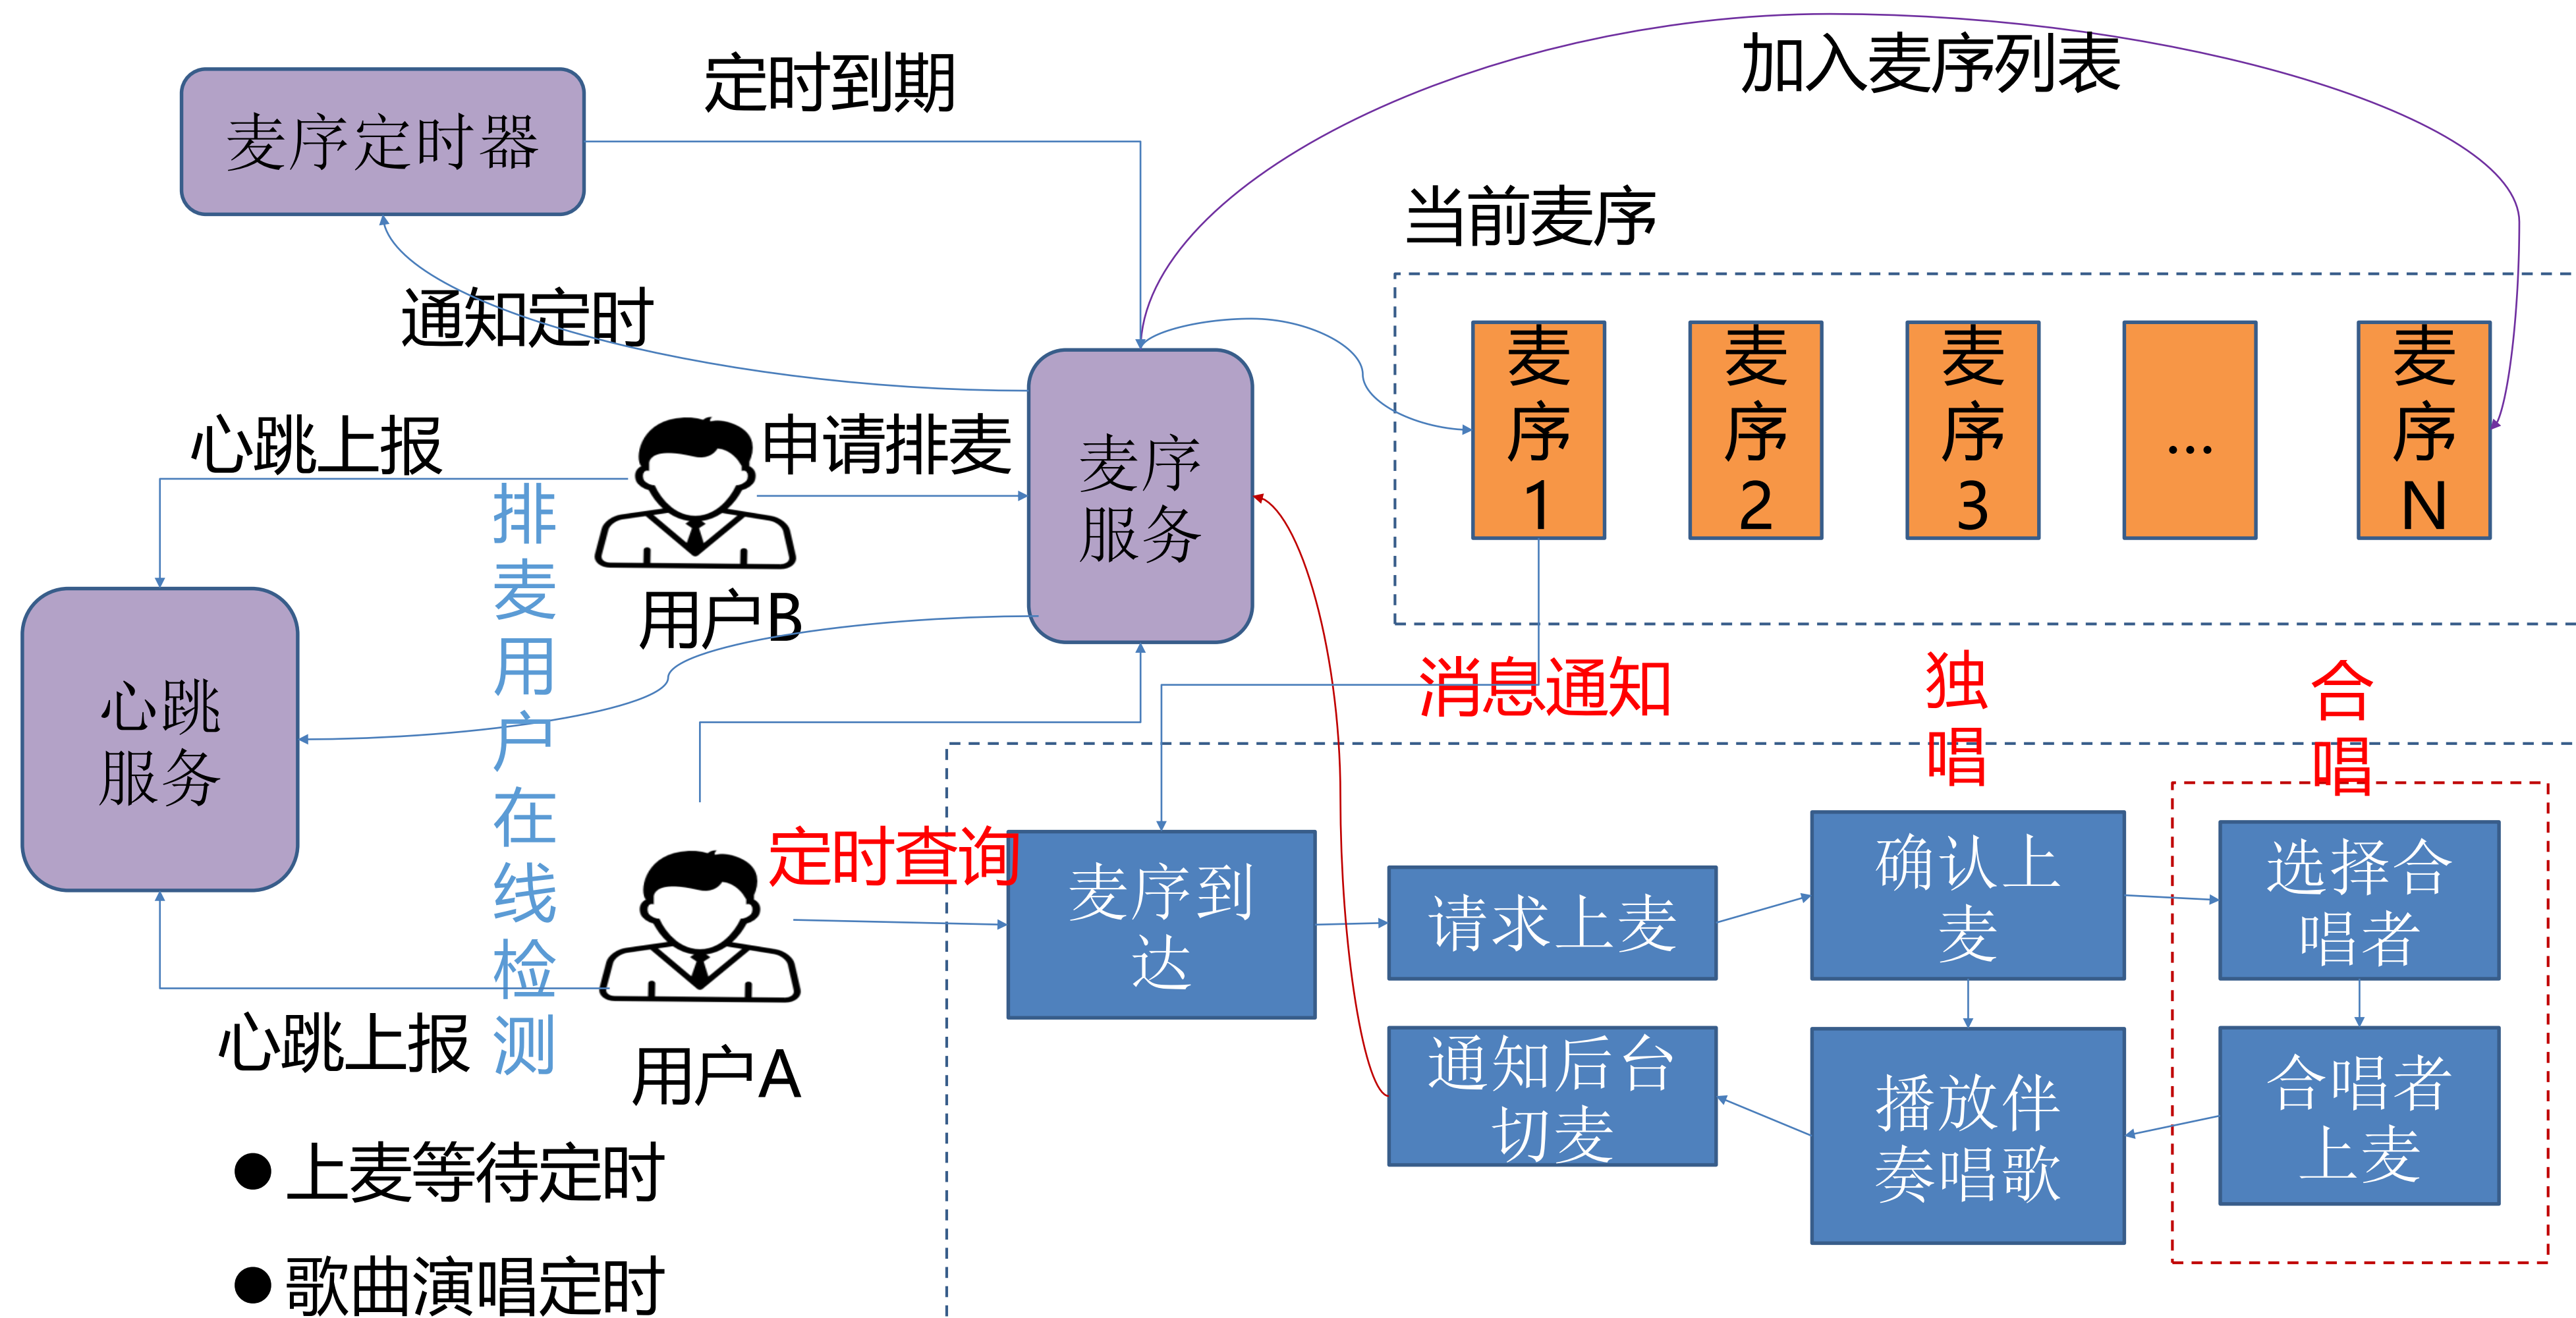 定时到期
加入麦序列表
麦序定时器
当前麦序
通知定时
麦
序
1
麦
序
2
麦
序
3
...
麦
序
N
心跳上报
申请排麦
麦序
服务
排
麦
用
户
在
线
检
测
用户B
心跳
服务
消息通知
独
唱
合
唱
定时查询
麦序到
达
请求上麦
确认上
麦
选择合
唱者
通知后台
切麦
播放伴
奏唱歌
合唱者
上麦
心跳上报
用户A
● 上麦等待定时
● 歌曲演唱定时